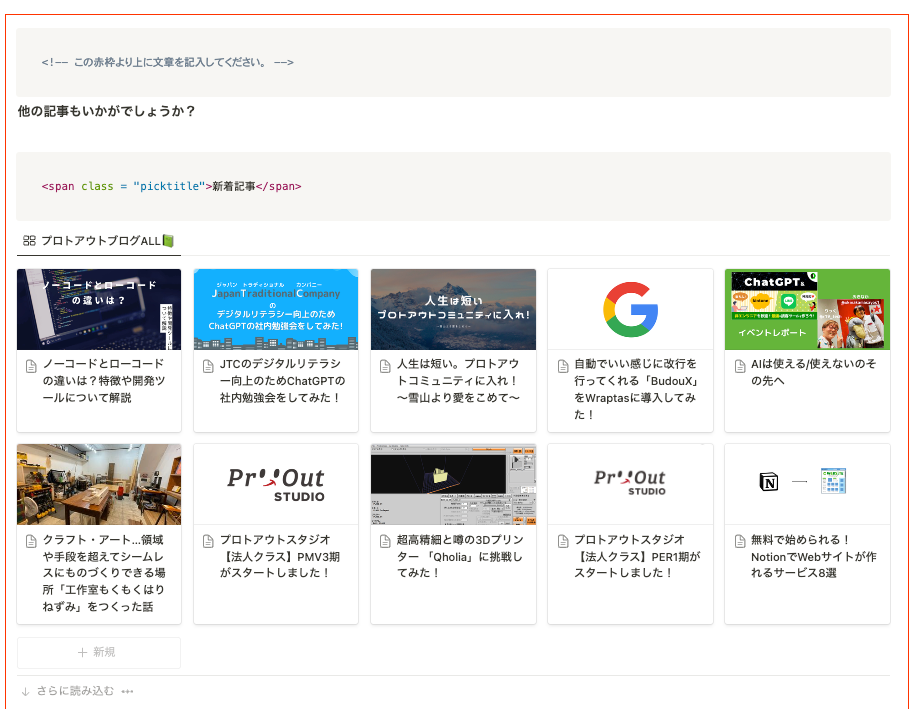 <!-- この赤枠より上に文章を記入してください。 -->
他の記事もいかがでしょうか？
<span class = "picktitle">新着記事</span>
プロトアウトブログALL
ノーコードとローコード
の違いは？
ノーコードとローコード
の違いは？特徴や開発ツ
ールについて解説
ジャパン トラディショナル カンパニー
JapanTraditionalCompany
の
デジタルリテラシー向上のため
ChatGPTの社内勉強会をしてみた!
JTCのデジタルリテラシ
ー向上のためChatGPTの
社内勉強会をしてみた！
人生は短い
プロトアウトコミュニティに入れ!
人生は短い。プロトアウ
トコミュニティに入れ！
〜雪山より愛をこめて〜
自動でいい感じに改行を
行ってくれる「BudouX」
をWraptasに導入してみ
た！
ChatGPT&
イベントレポート
AIは使える/使えないのそ
の先へ
クラフト・アート...領域
や手段を超えてシームレ
スにものづくりできる場
所「工作室もくもくはり
ねずみ」をつくった話
ProtoOut
STUDIO
プロトアウトスタジオ
【法人クラス】PMV3期
がスタートしました！
超高精細と噂の3Dプリン
ター 「Qholia」に挑戦し
てみた！
ProtoOut
STUDIO
プロトアウトスタジオ
【法人クラス】PER1期が
スタートしました！
N
無料で始められる！
NotionでWebサイトが作
れるサービス8選
＋ 新規
↓ さらに読み込む •••